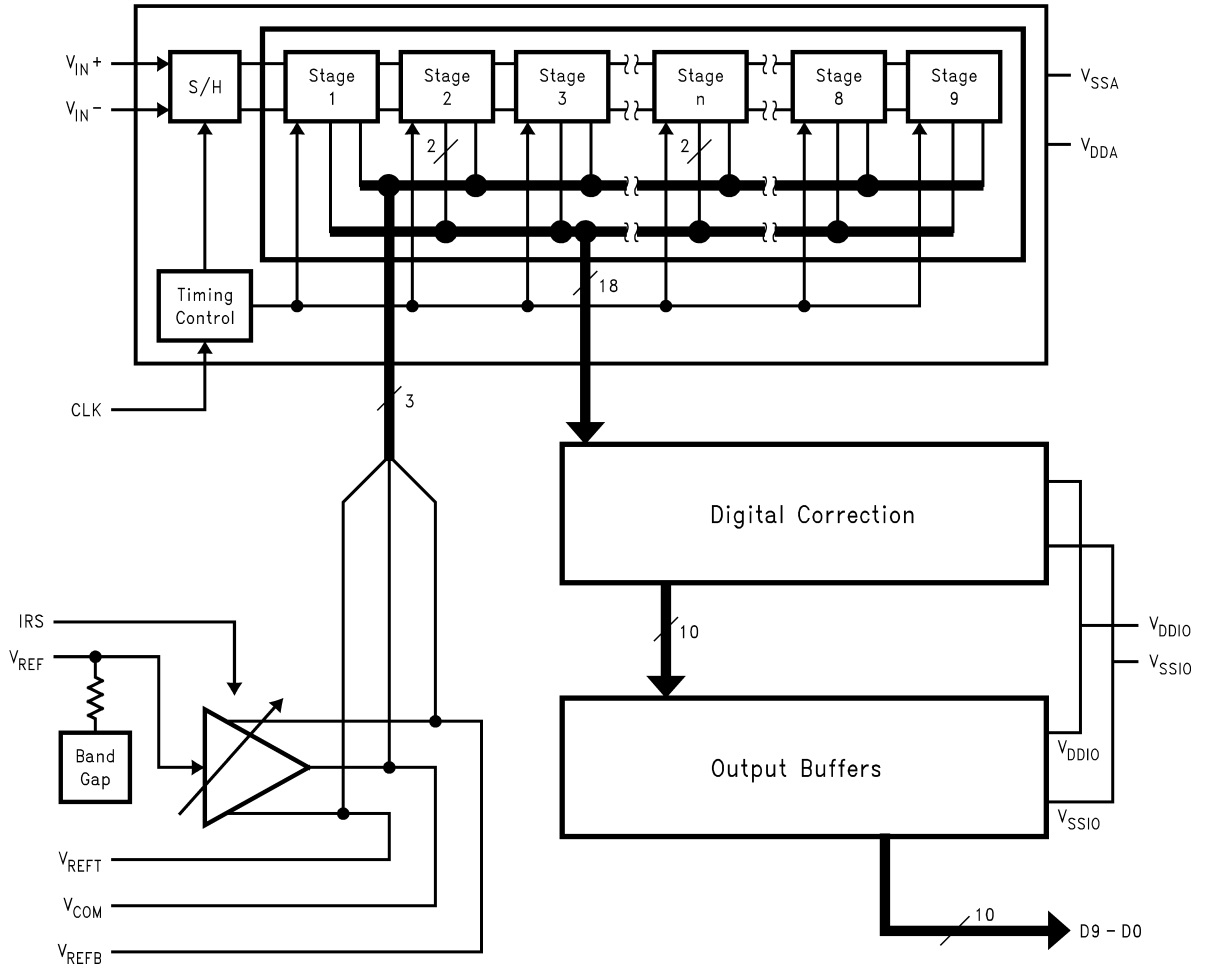 V_IN+
V_IN-
S/H
Stage 1
Stage 2
Stage 3
Stage n
Stage 8
Stage 9
V_SSA
V_DDA
2
2
18
Timing Control
CLK
3
Digital Correction
10
IRS
V_REF
V_DDIO
V_SSIO
Band Gap
Output Buffers
V_DDIO
V_SSIO
V_REFT
V_COM
V_REFB
10
D9 - D0